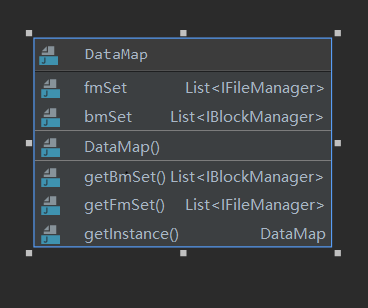 DataMap
fmSet List<IFileManager>
bmSet List<IBlockManager>
DataMap()
getBmSet() List<IBlockManager>
getFmSet() List<IFileManager>
getInstance() DataMap